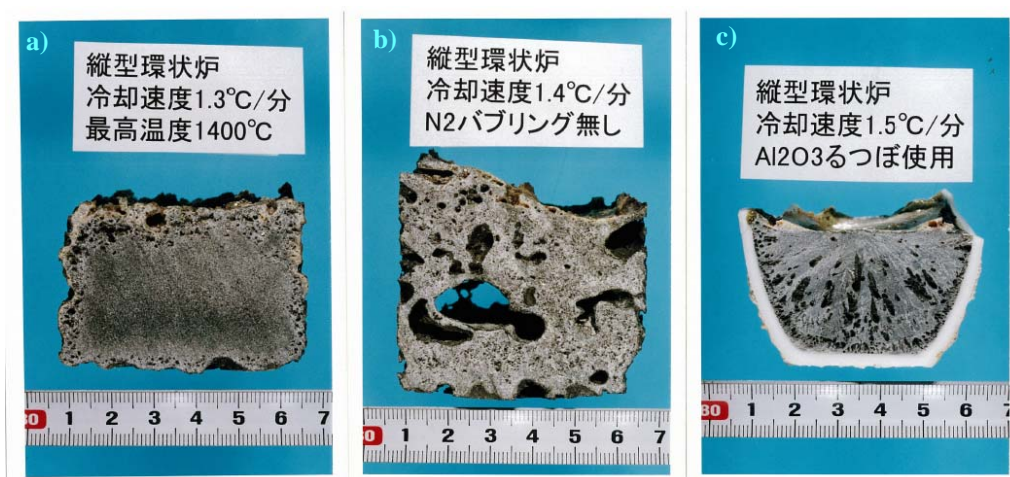 a)
縦型環状炉
冷却速度1.3℃/分
最高温度1400℃
30 1 2 3 4 5 6 7
b)
縦型環状炉
冷却速度1.4℃/分
N2バブリング無し
30 1 2 3 4 5 6 7
c)
縦型環状炉
冷却速度1.5℃/分
Al2O3るつぼ使用
30 1 2 3 4 5 6 7